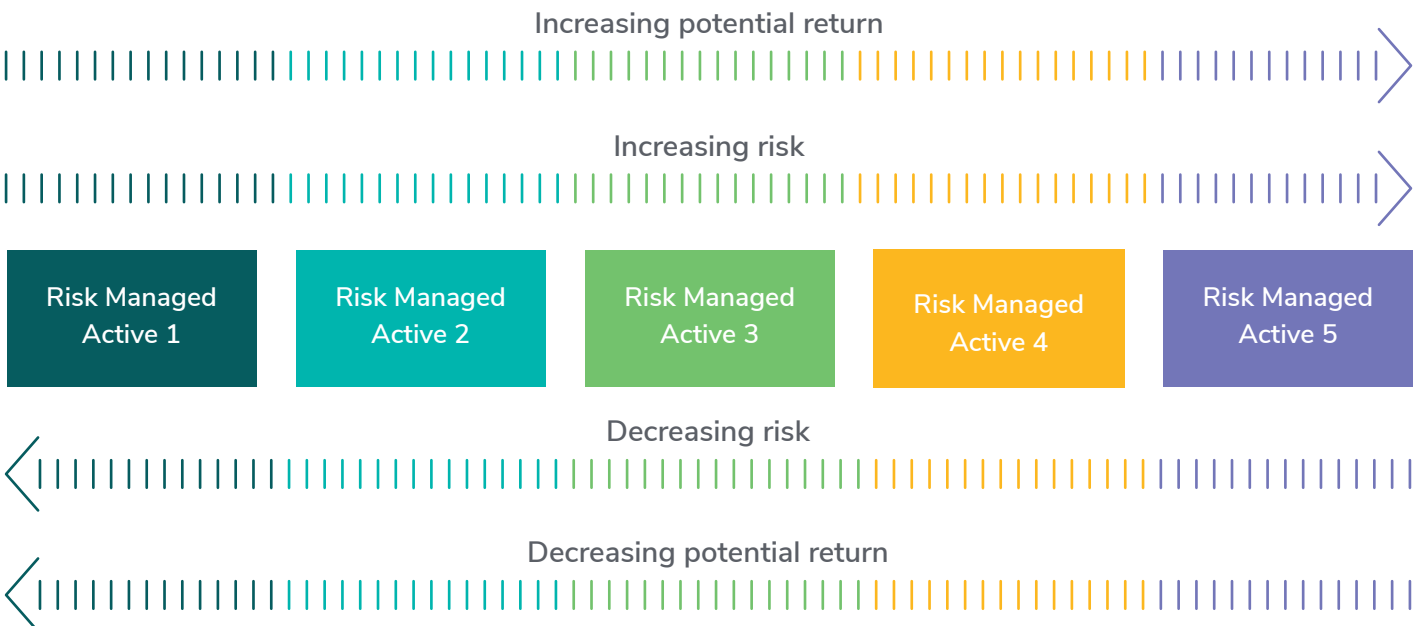 Increasing potential return
Increasing risk
Risk Managed
Active 1
Risk Managed
Active 2
Risk Managed
Active 3
Risk Managed
Active 4
Risk Managed
Active 5
Decreasing risk
Decreasing potential return